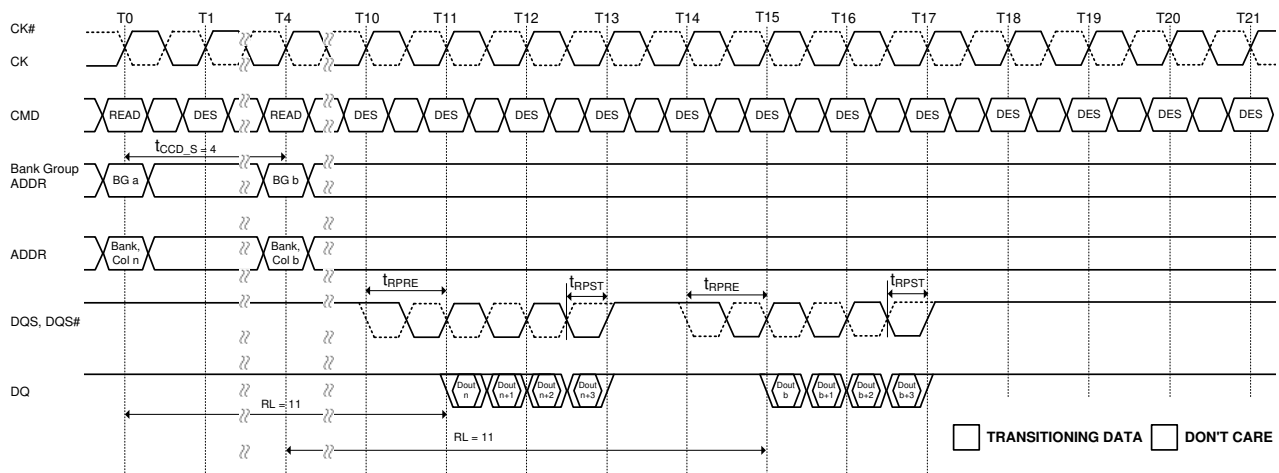 T0 T1 T4 T10 T11 T12 T13 T14 T15 T16 T17 T18 T19 T20 T21
CK#
CK
CMD READ DES READ DES DES DES DES DES DES DES DES DES DES DES DES
tCCD_S = 4
Bank Group
ADDR
BG a BG b
ADDR
Bank,
Col n
Bank,
Col b
tRPRE tRPST tRPRE tRPST
DQS, DQS#
DQ
Dout
n
Dout
n+1
Dout
n+2
Dout
n+3
Dout
b
Dout
b+1
Dout
b+2
Dout
b+3
RL = 11
RL = 11
TRANSITIONING DATA DON'T CARE